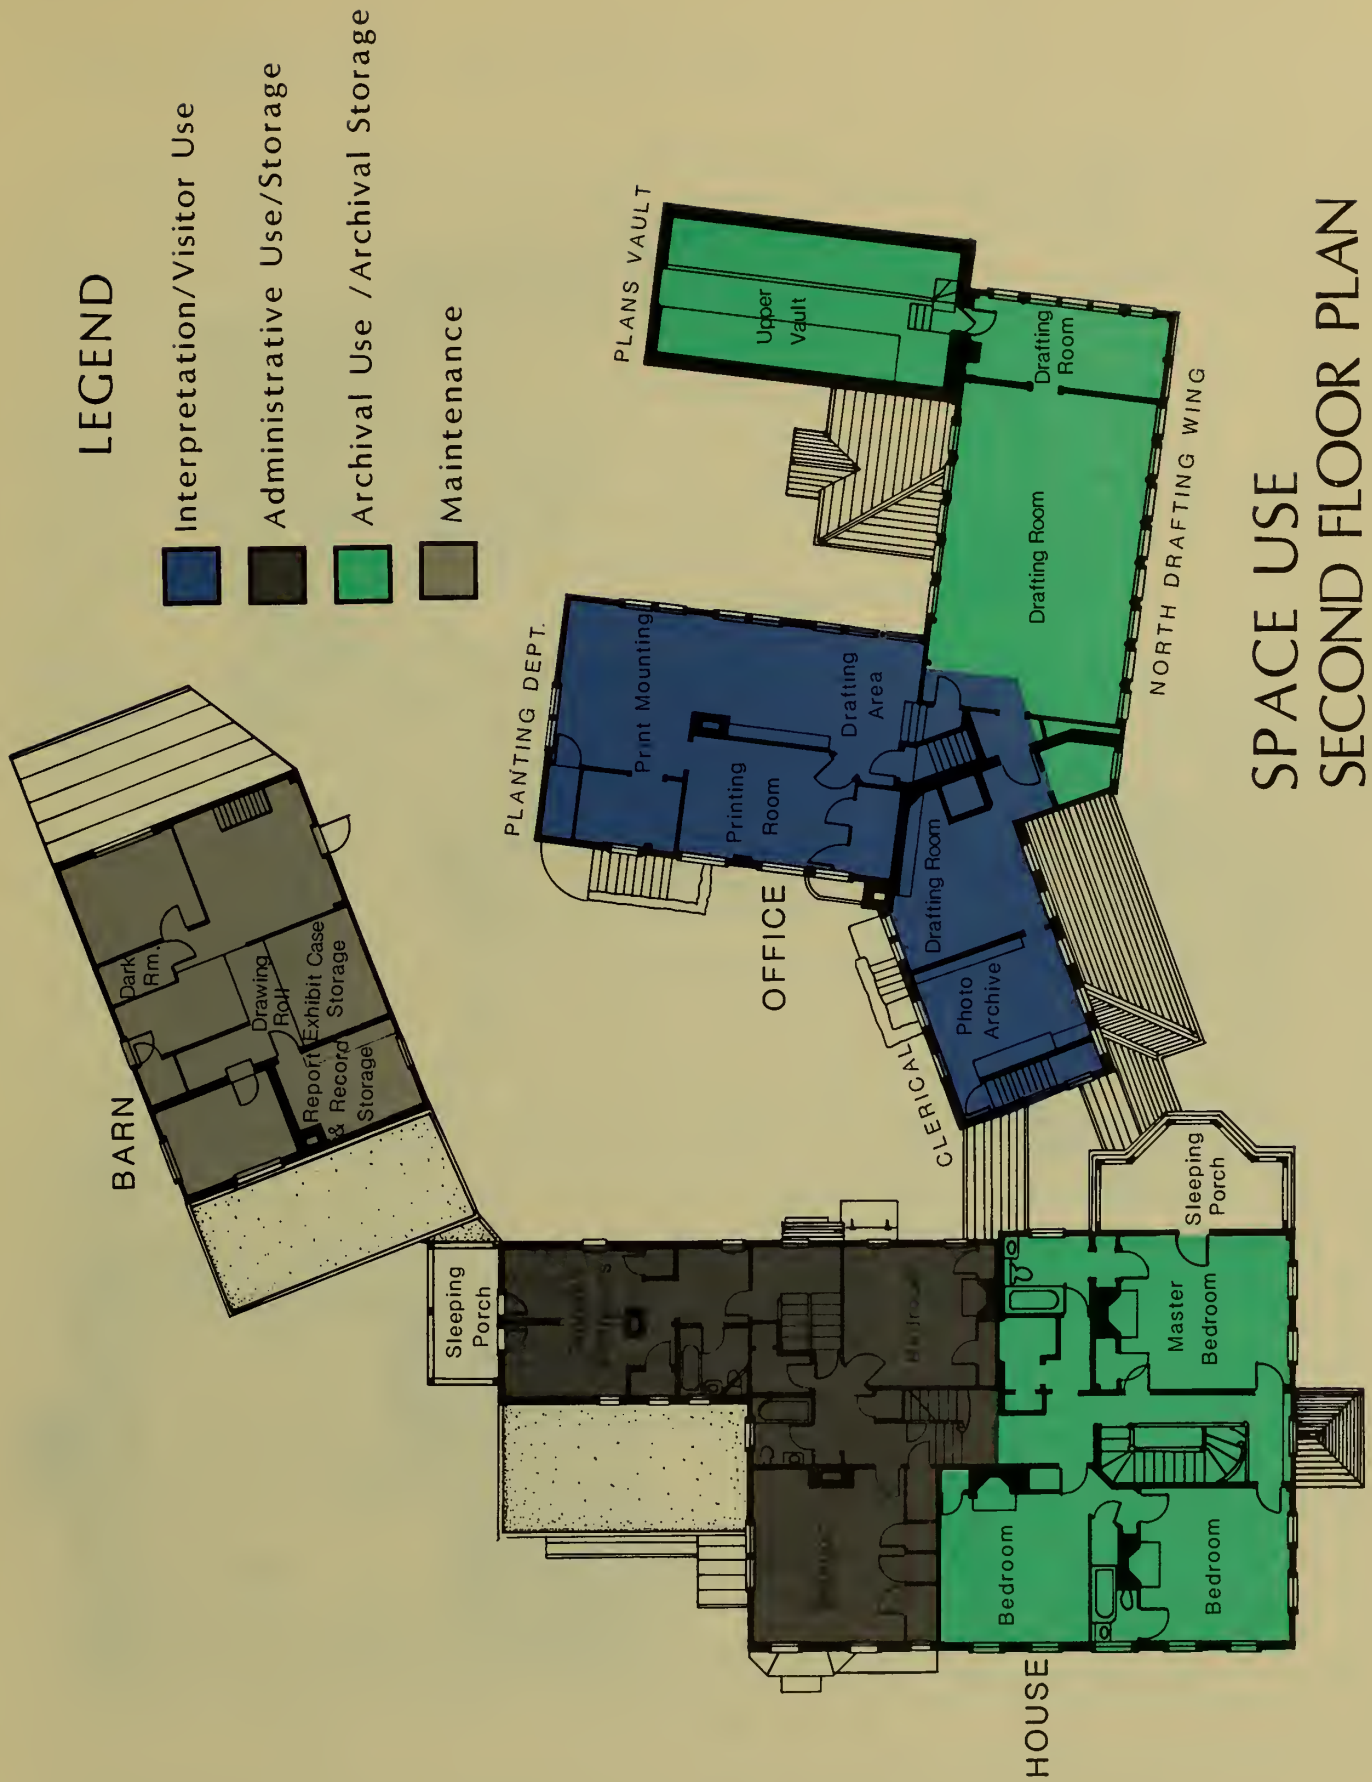 LEGEND
Interpretation/Visitor Use
Administrative Use/Storage
Archival Use /Archival Storage
Maintenance
BARN
Dark
Rm.
Drawing
Roll
Exhibit Case
Storage
Report
& Record
Storage
PLANTING DEPT.
Print Mounting
Printing
Room
Drafting
Area
PLANS VAULT
Upper
Vault
Drafting
Room
Drafting Room
NORTH DRAFTING WING
OFFICE
Drafting Room
CLERICAL
Photo
Archive
Sleeping
Porch
Sleeping
Porch
Bedroom
Master
Bedroom
Bedroom
Bedroom
HOUSE
SPACE USE
SECOND FLOOR PLAN